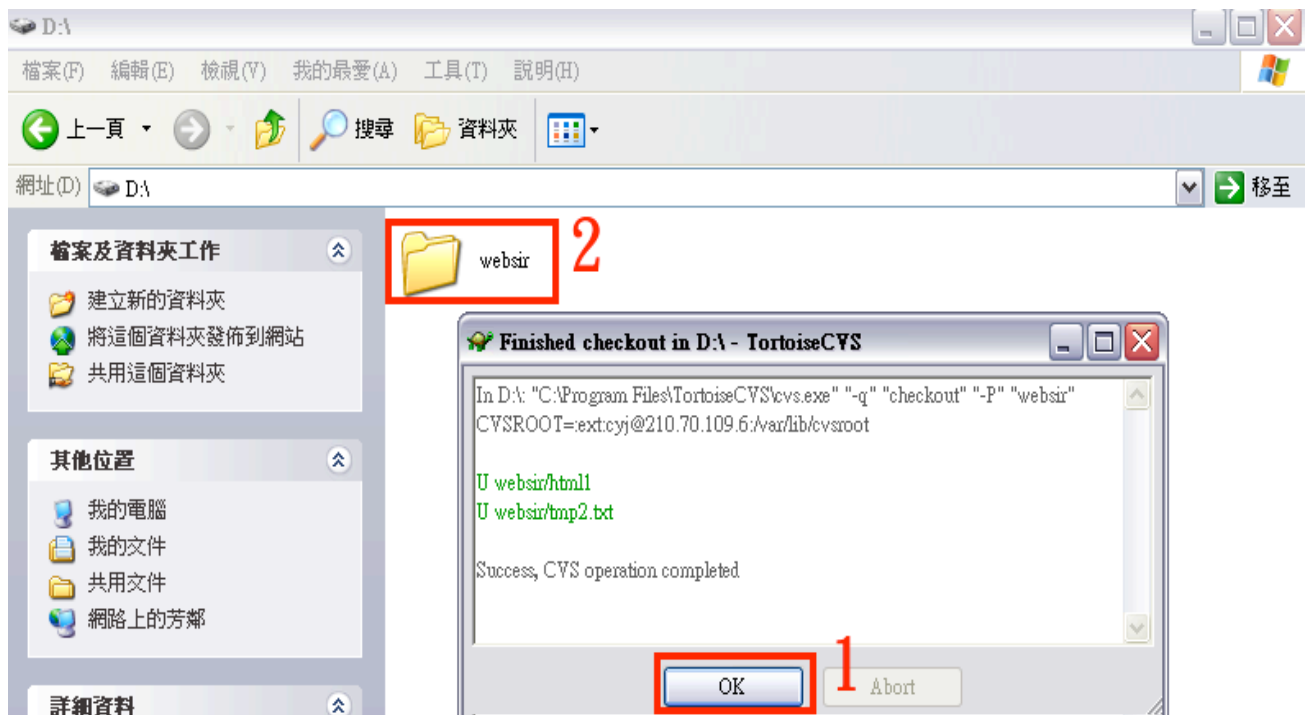 D:\
檔案(F) 編輯(E) 檢視(V) 我的最愛(A) 工具(T) 說明(H)
上一頁 搜尋 資料夾
網址(D) D:\ 移至
檔案及資料夾工作
建立新的資料夾
將這個資料夾發佈到網站
共用這個資料夾
其他位置
我的電腦
我的文件
共用文件
網路上的芳鄰
詳細資料
websir 2
Finished checkout in D:\ - TortoiseCVS
In D:\: "C:\Program Files\TortoiseCVS\cvs.exe" "-q" "checkout" "-P" "websir"
CVSROOT=:ext:cyj@210.70.109.6:/var/lib/cvsroot
U websir/html1
U websir/tmp2.txt
Success, CVS operation completed
OK 1 Abort